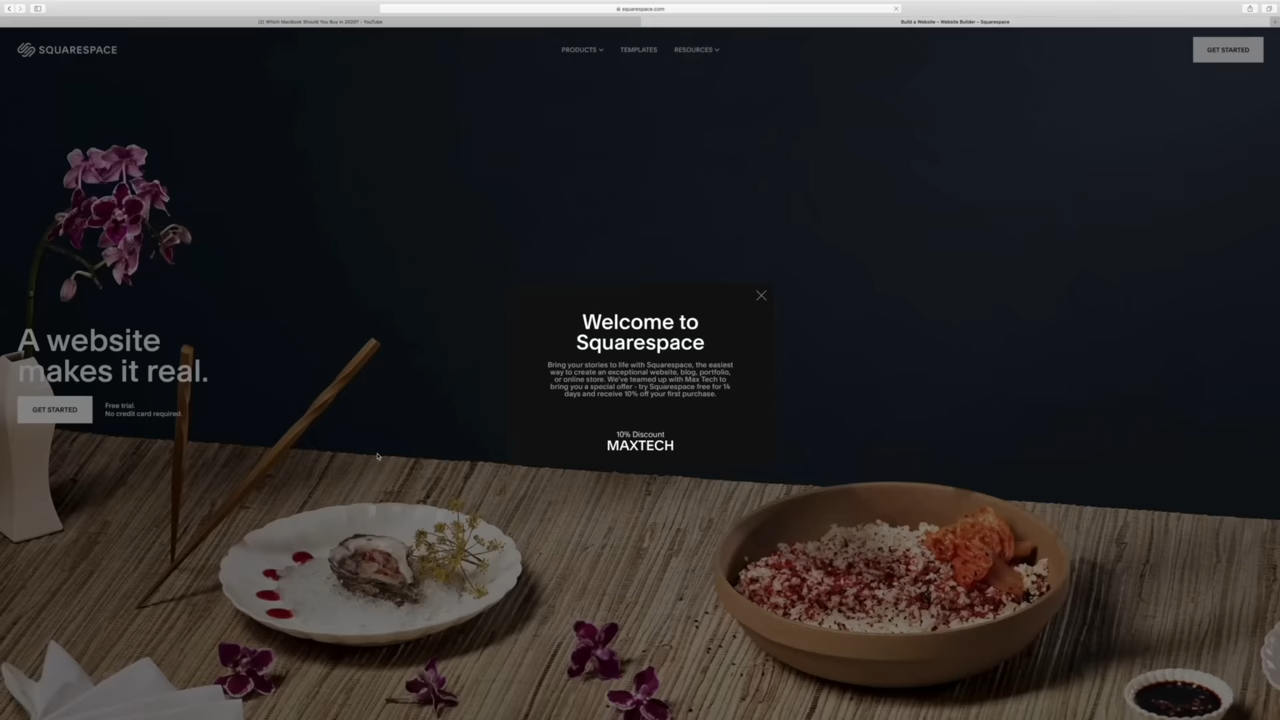 squarespace.com
(2) Which MacBook Should You Buy in 2020? - YouTube
Build a Website – Website Builder – Squarespace
SQUARESPACE
PRODUCTS
TEMPLATES
RESOURCES
GET STARTED
A website
makes it real.
GET STARTED
Free trial.
No credit card required.
Welcome to
Squarespace
Bring your stories to life with Squarespace, the easiest
way to create an exceptional website, blog, portfolio,
or online store. We've teamed up with Max Tech to
bring you a special offer - try Squarespace free for 14
days and receive 10% off your first purchase.
10% Discount
MAXTECH